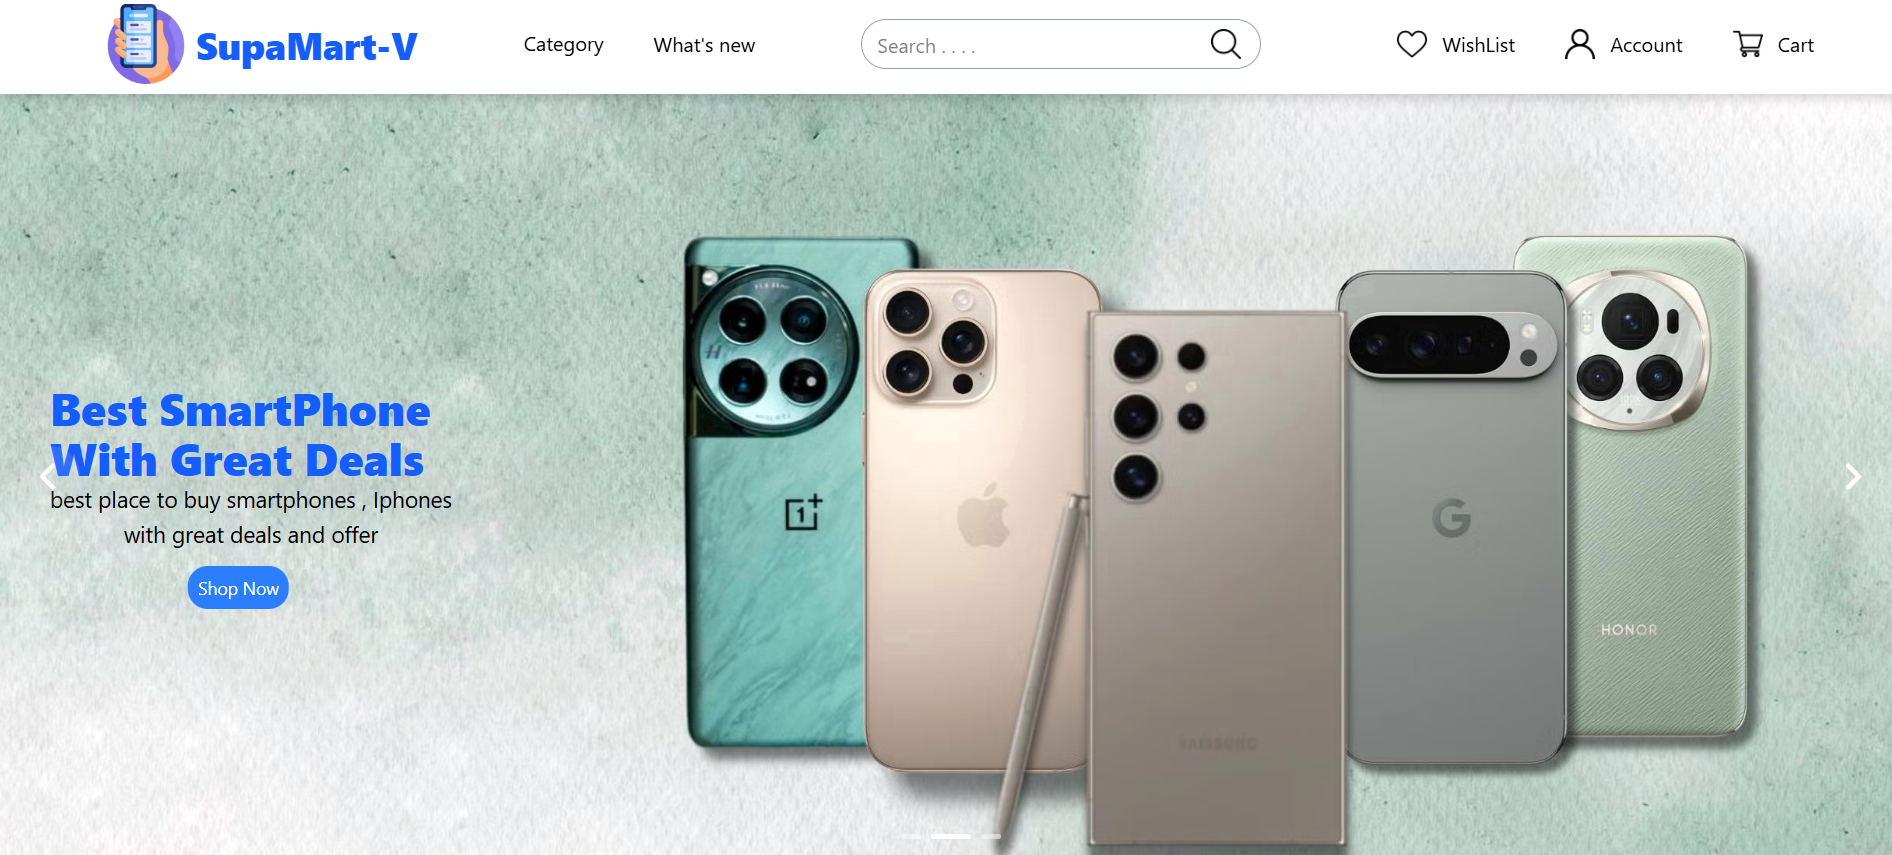 SupaMart-V
Category
What's new
Search . . . .
WishList
Account
Cart
Best SmartPhone
With Great Deals
best place to buy smartphones , Iphones
with great deals and offer
Shop Now
1+
G
HONOR